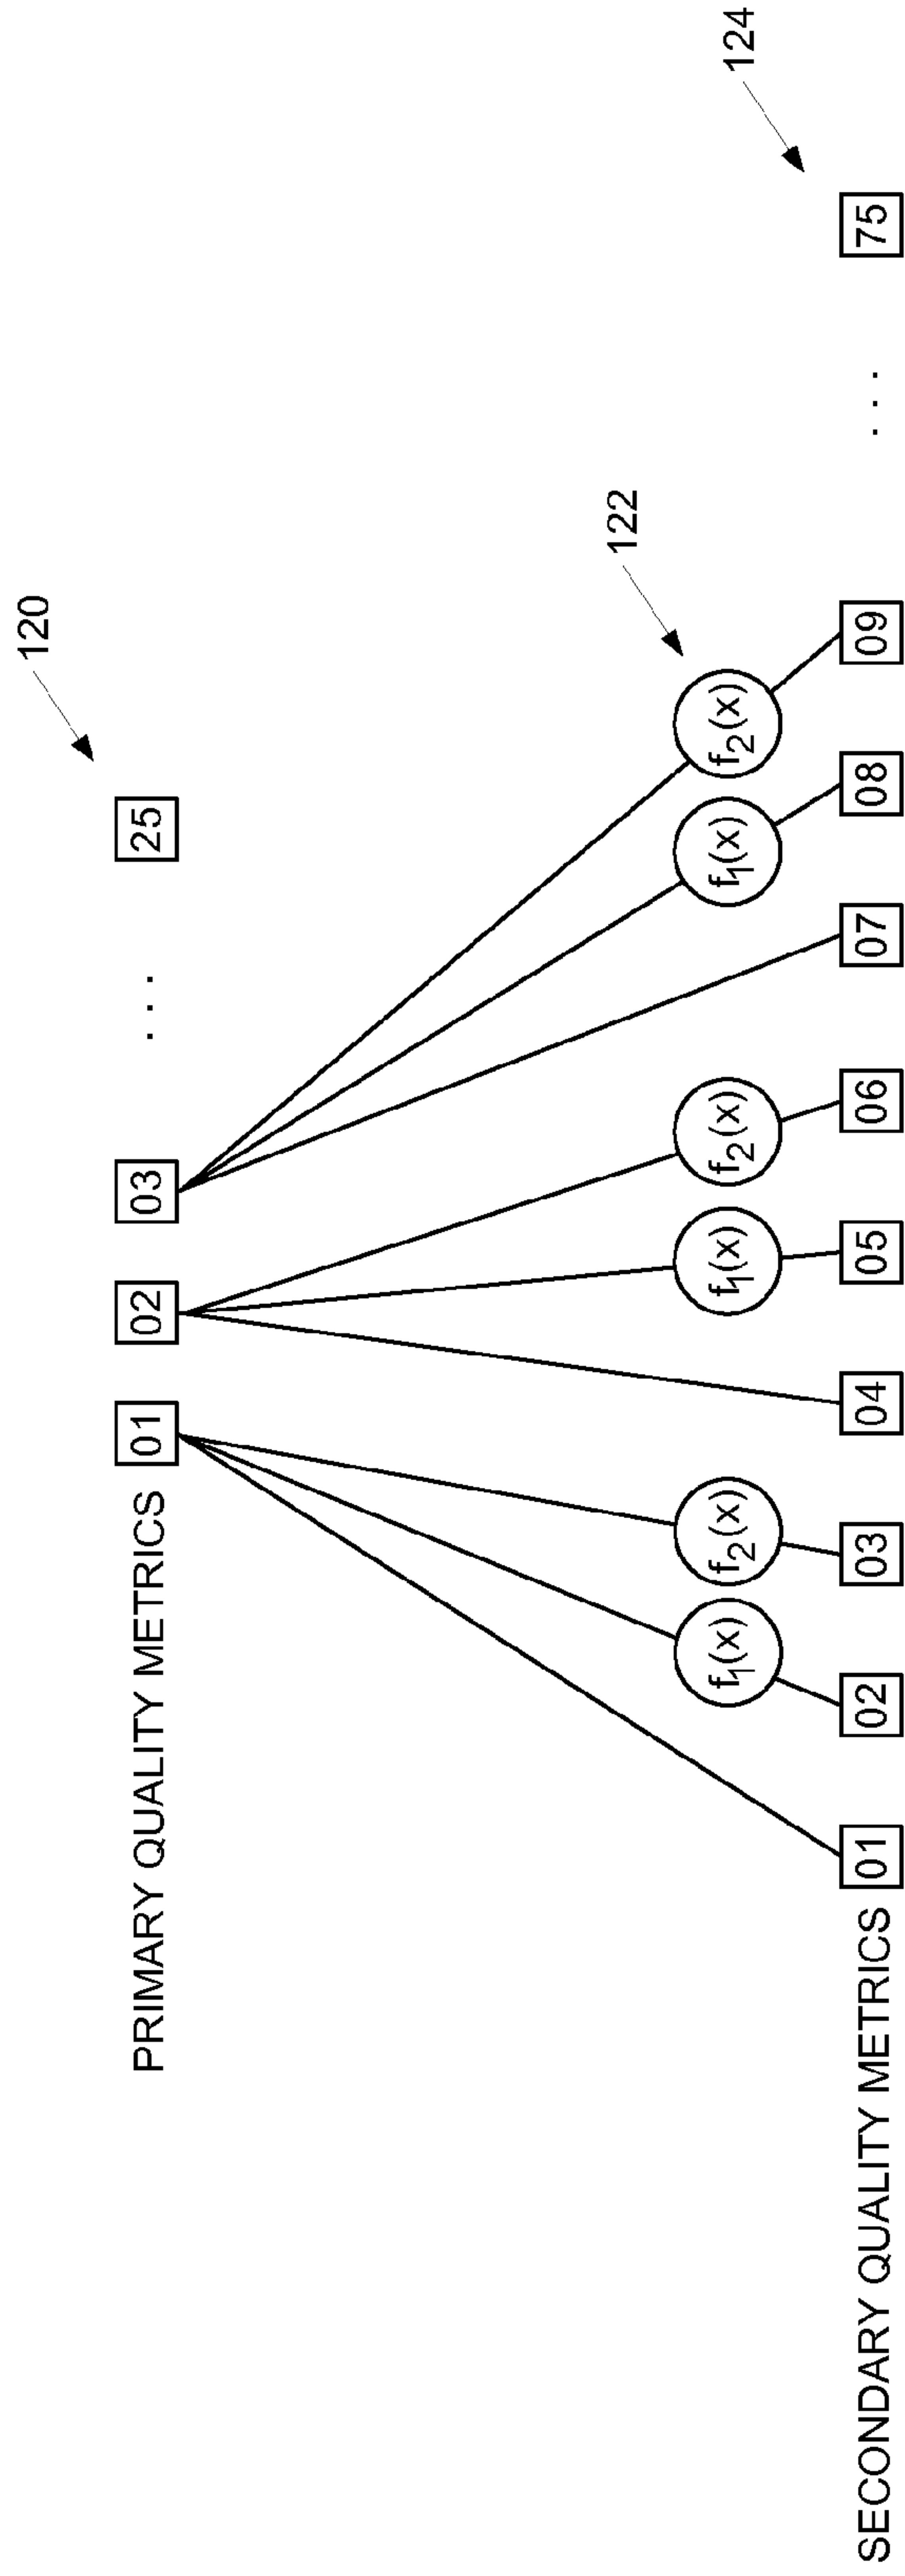 120
PRIMARY QUALITY METRICS 01 02 03 . . . 25
122
f1(x) f2(x) f1(x) f2(x) f1(x) f2(x)
124
SECONDARY QUALITY METRICS 01 02 03 04 05 06 07 08 09 . . . 75